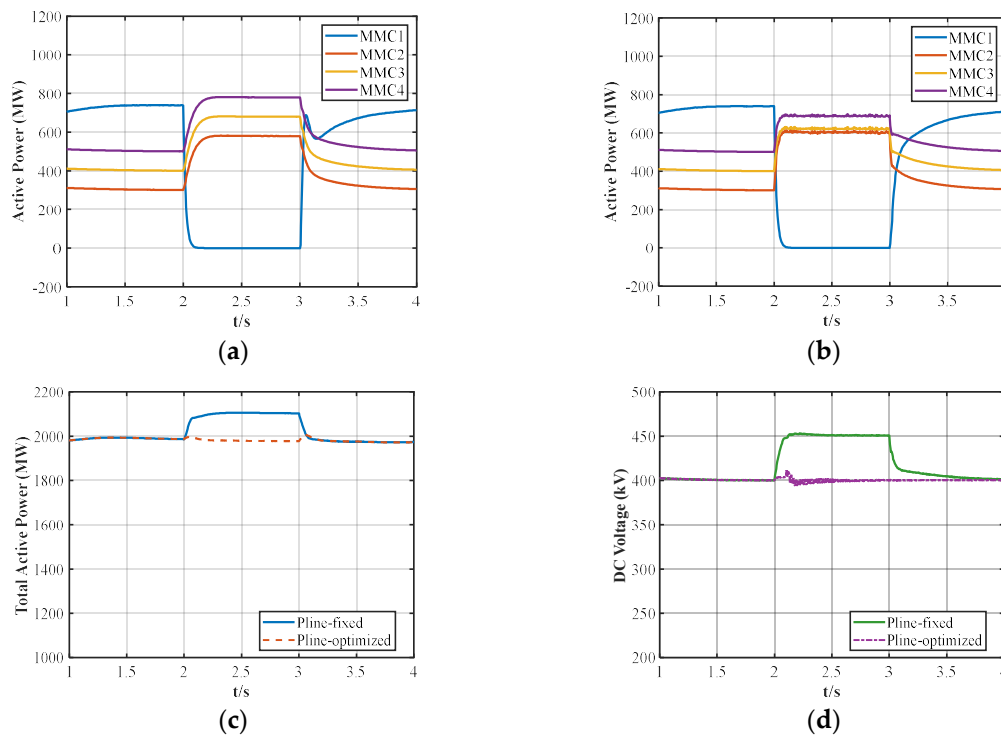 1200
1000
800
600
400
200
0
-200
Active Power (MW)
MMC1
MMC2
MMC3
MMC4
1 2 2.5 3 3.5 4
t/s
(a)
1200
1000
800
600
400
200
0
-200
Active Power (MW)
MMC1
MMC2
MMC3
MMC4
1 1.5 2 2.5 3 3.5 4
t/s
(b)
2200
2000
1800
1600
1400
1200
1000
Total Active Power (MW)
Pline-fixed
Pline-optimized
1 1.5 2 2.5 3 3.5 4
t/s
(c)
500
450
400
350
300
250
200
DC Voltage (kV)
Pline-fixed
Pline-optimized
1 1.5 2 2.5 3 3.5 4
t/s
(d)